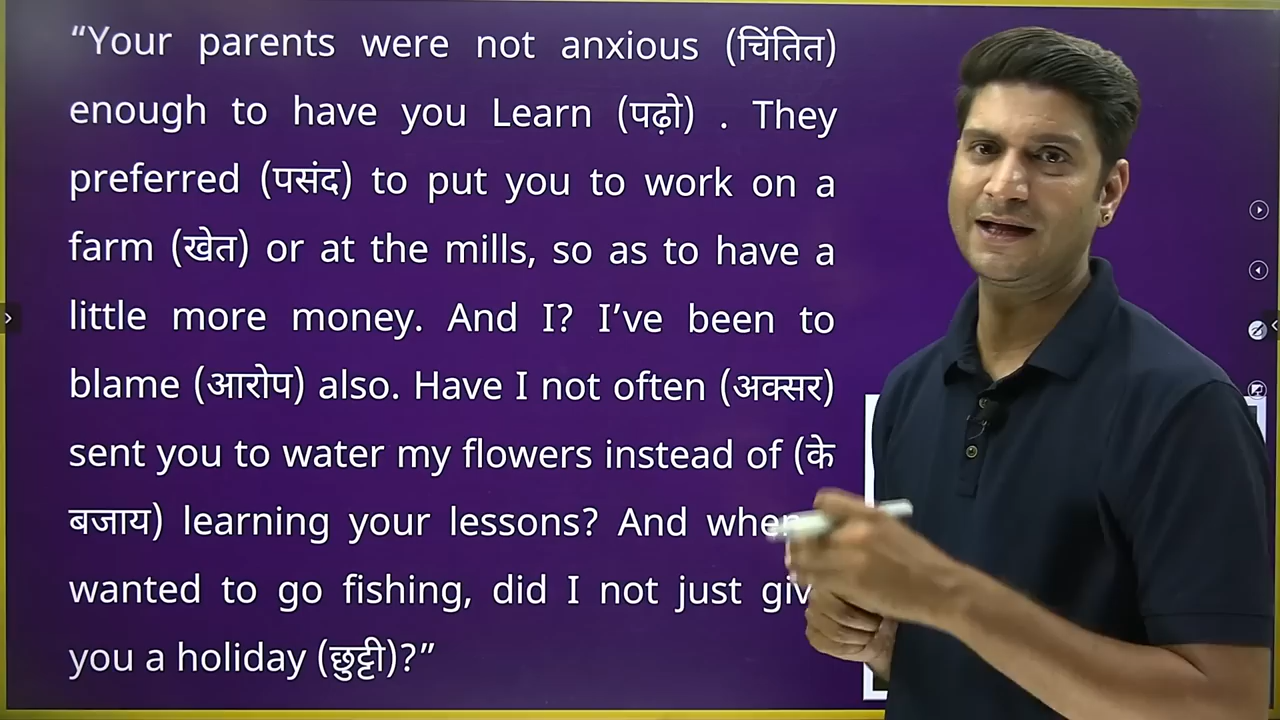 “Your parents were not anxious (चिंतित)
enough to have you Learn (पढ़ो) . They
preferred (पसंद) to put you to work on a
farm (खेत) or at the mills, so as to have a
little more money. And I? I’ve been to
blame (आरोप) also. Have I not often (अक्सर)
sent you to water my flowers instead of (के
बजाय) learning your lessons? And
wanted to go fishing, did I not just
you a holiday (छुट्टी)?”